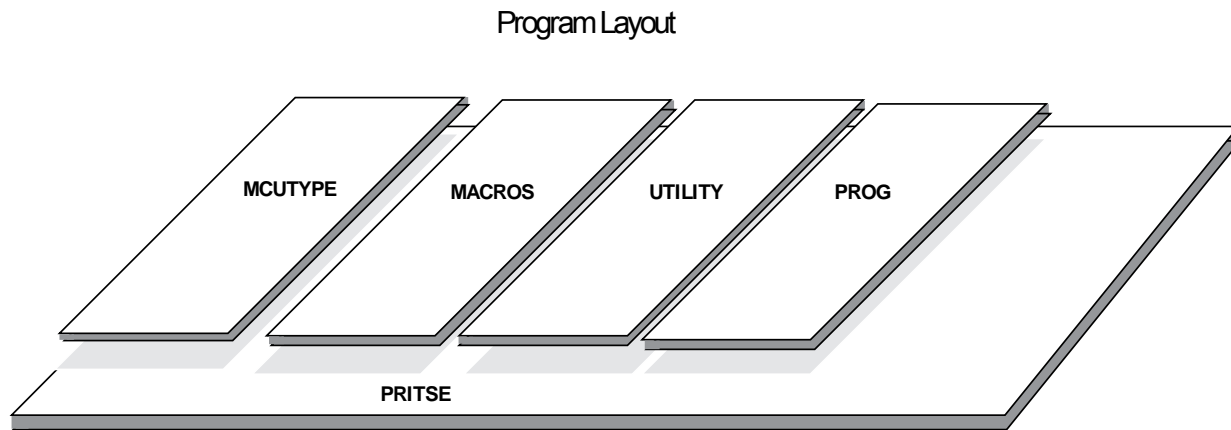 Program Layout
MCUTYPE
MACROS
UTILITY
PROG
PRITSE